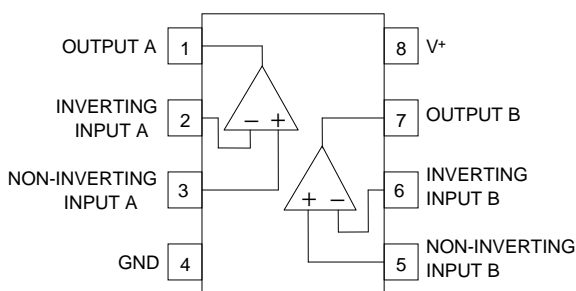 OUTPUT A
1
8
V+
INVERTING
INPUT A
2
7
OUTPUT B
− +
NON-INVERTING
INPUT A
3
6
INVERTING
INPUT B
+ −
GND
4
5
NON-INVERTING
INPUT B